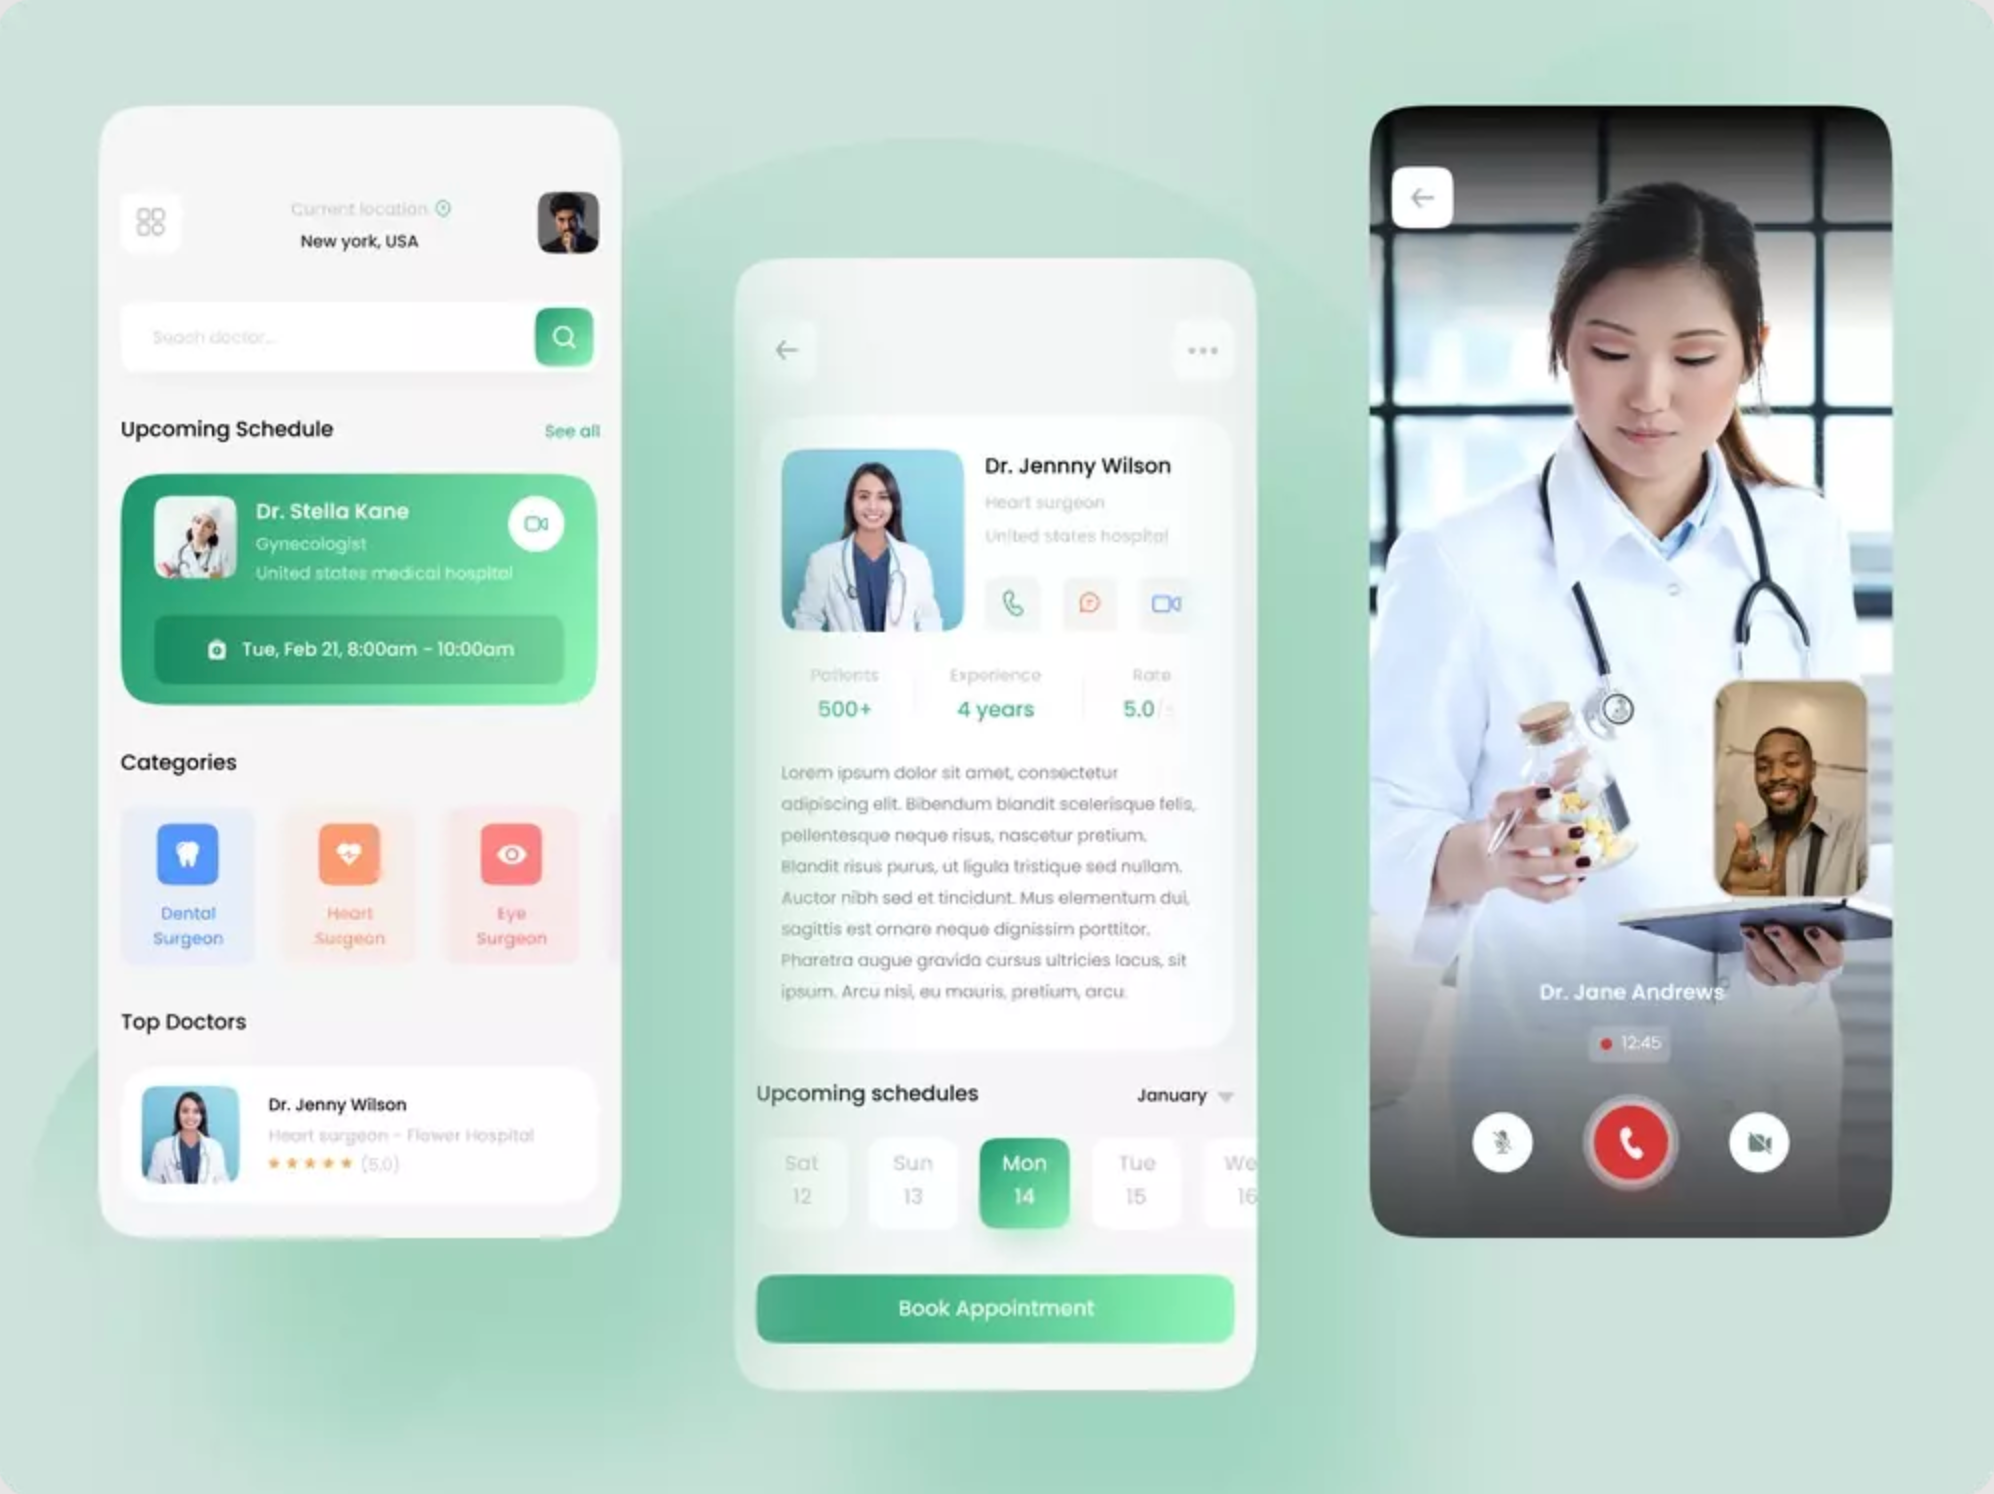 Current location
New york, USA
Seach doctor...
Upcoming Schedule
See all
Dr. Stella Kane
Gynecologist
United states medical hospital
Tue, Feb 21, 8:00am - 10:00am
Categories
Dental
Surgeon
Heart
Surgeon
Eye
Surgeon
Top Doctors
Dr. Jenny Wilson
Heart surgeon - Flower Hospital
(5,0)
Dr. Jennny Wilson
Heart surgeon
United states hospital
Patients
Experience
Rate
500+
4 years
5.0
Lorem ipsum dolor sit amet, consectetur
adipiscing elit. Bibendum blandit scelerisque felis,
pellentesque neque risus, nascetur pretium.
Blandit risus purus, ut ligula tristique sed nullam.
Auctor nibh sed et tincidunt. Mus elementum dui,
sagittis est ornare neque dignissim porttitor.
Pharetra augue gravida cursus ultricies lacus, sit
ipsum. Arcu nisi, eu mauris, pretium, arcu.
Upcoming schedules
January
Sat
12
Sun
13
Mon
14
Tue
15
We
16
Book Appointment
Dr. Jane Andrews
12:45